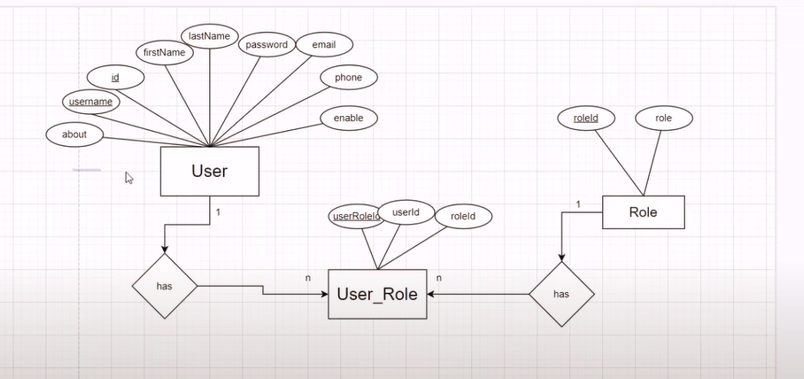 lastName
firstName
password
email
id
phone
username
enable
about
roleId
role
User
Role
1
1
userRoleId
userId
roleId
has
n
User_Role
n
has